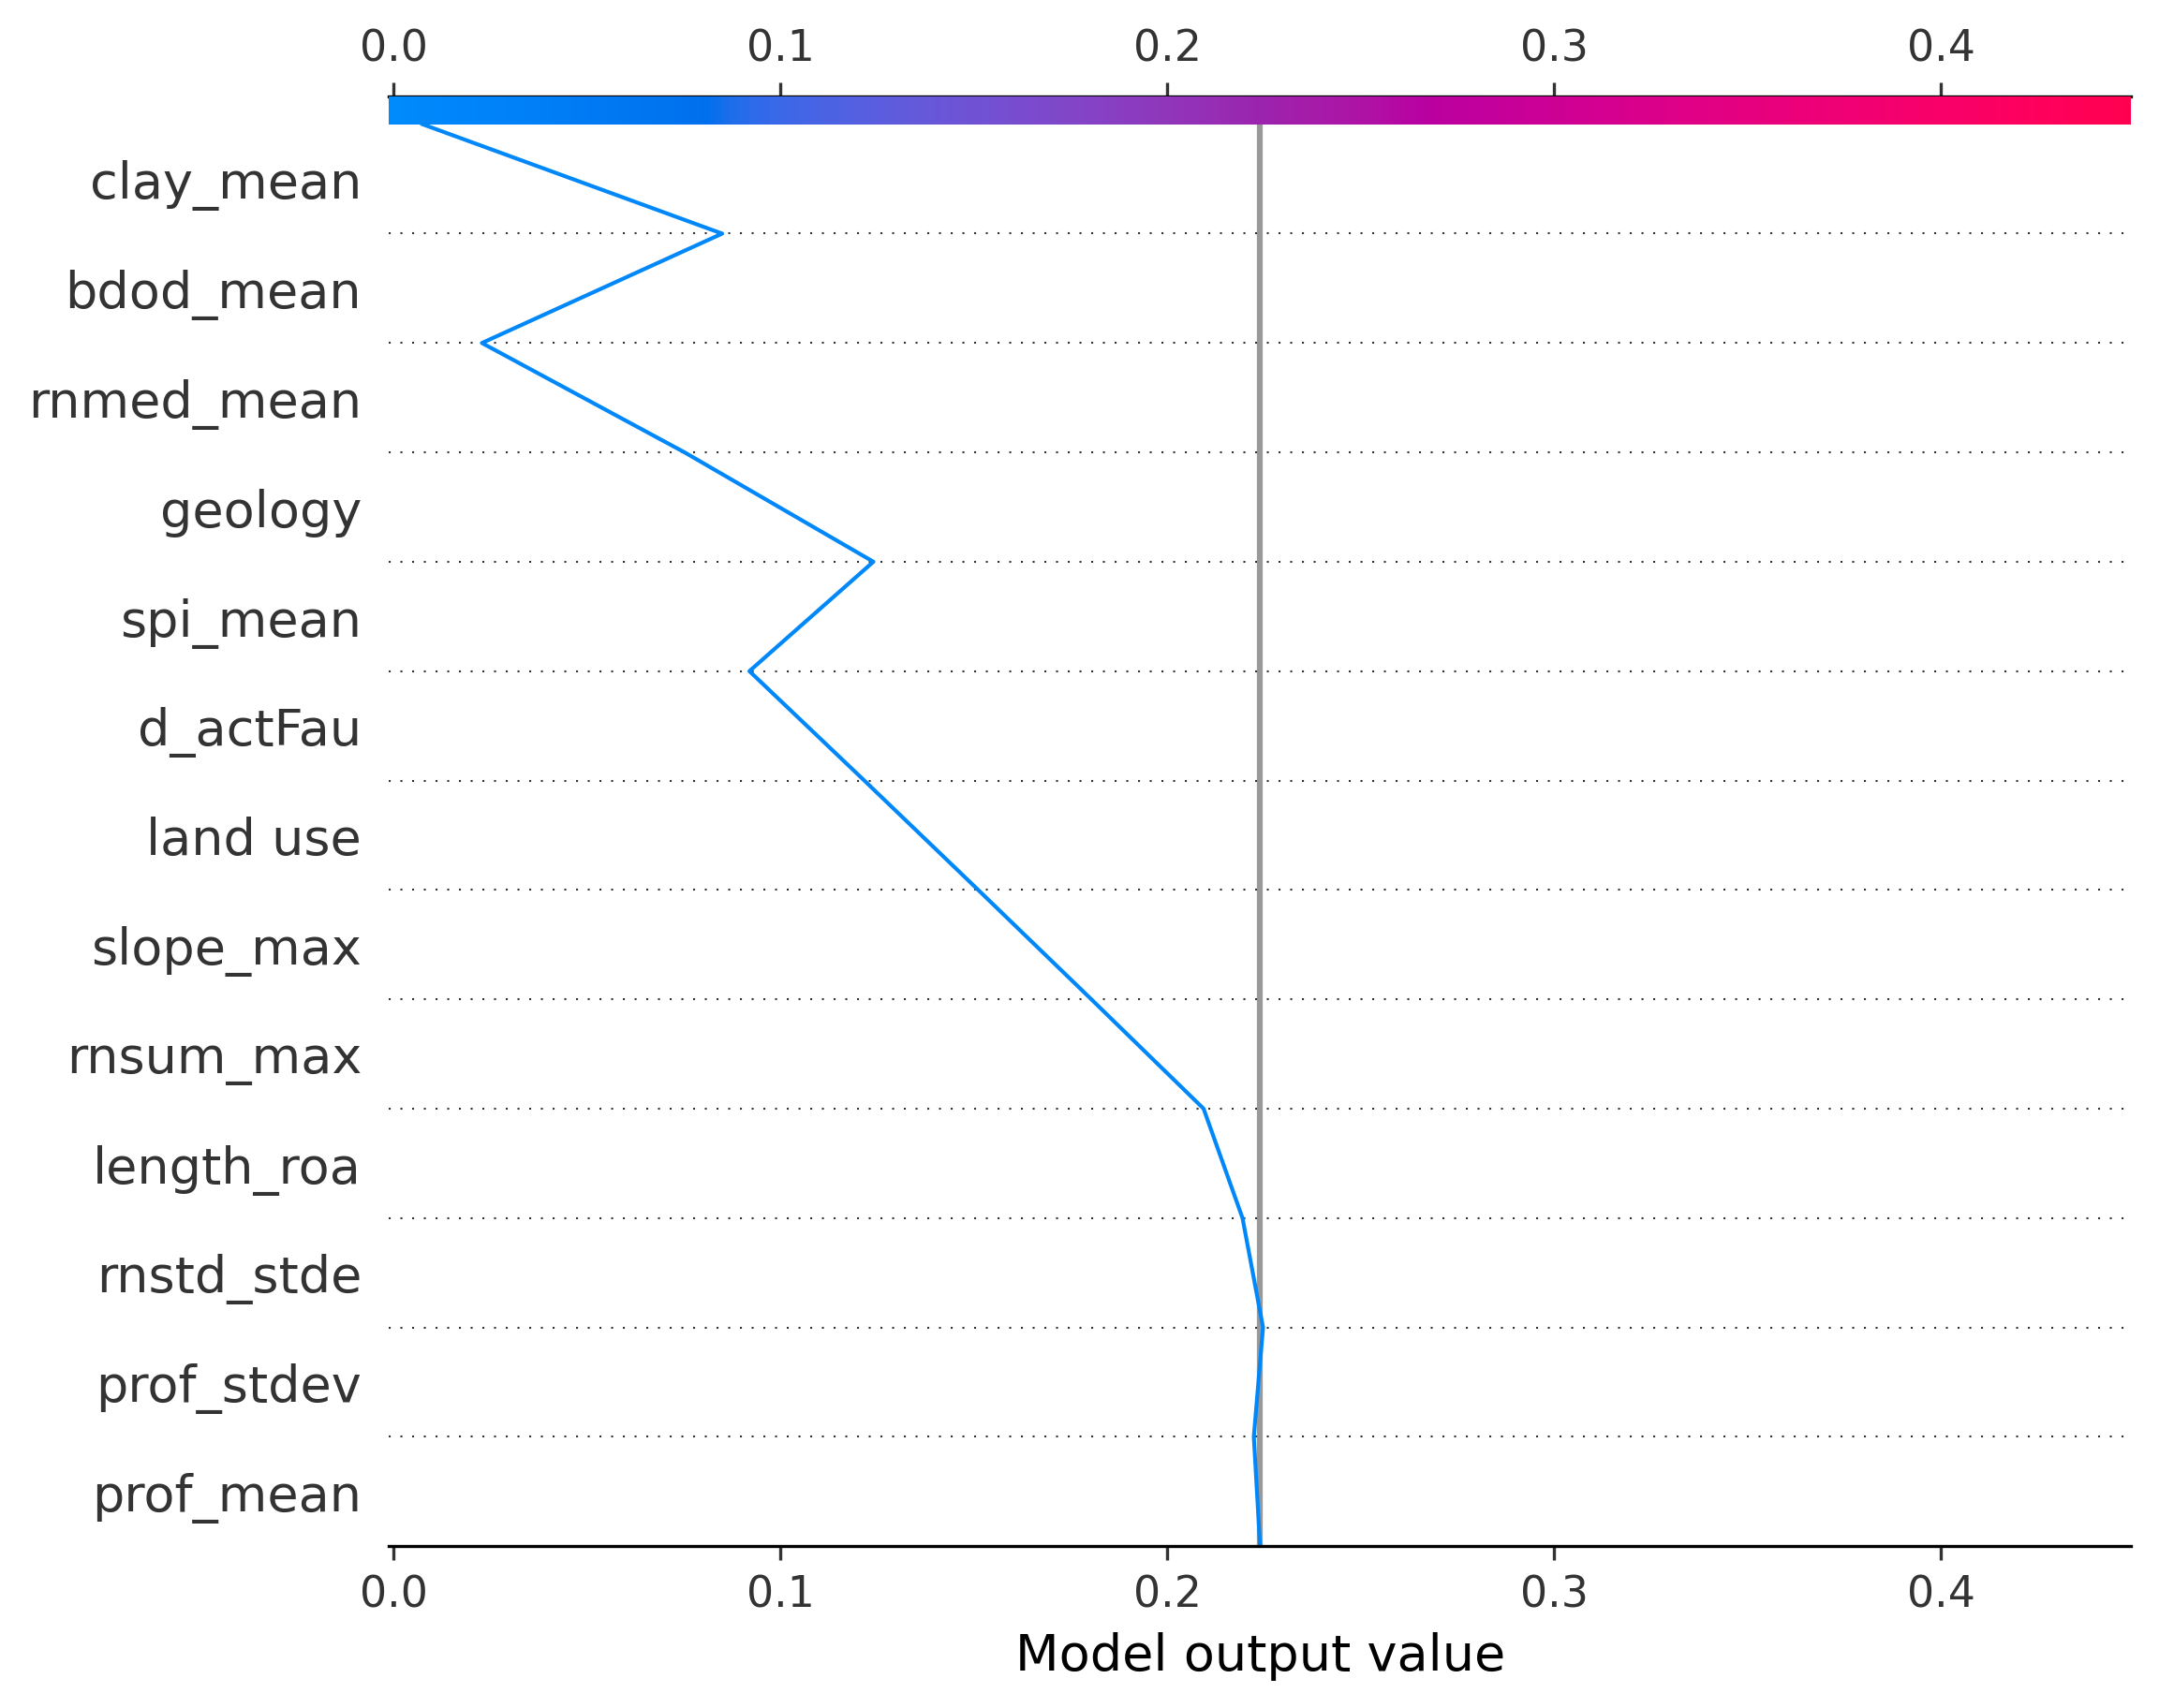 0.0 0.1 0.2 0.3 0.4
clay_mean
bdod_mean
rnmed_mean
geology
spi_mean
d_actFau
land use
slope_max
rnsum_max
length_roa
rnstd_stde
prof_stdev
prof_mean
0.0 0.1 0.2 0.3 0.4
Model output value